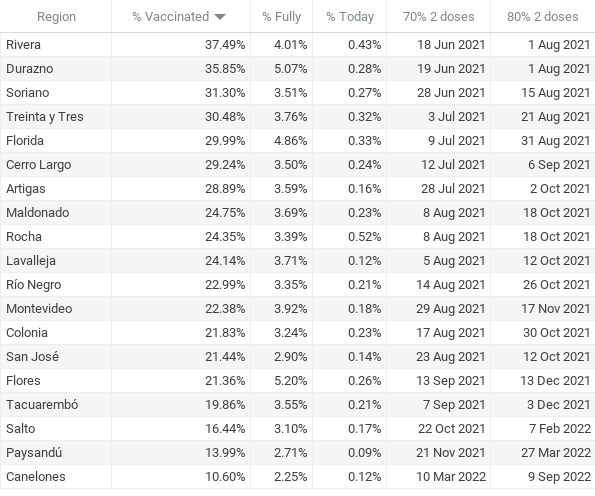 Region % Vaccinated % Fully % Today 70% 2 doses 80% 2 doses
Rivera 37.49% 4.01% 0.43% 18 Jun 2021 1 Aug 2021
Durazno 35.85% 5.07% 0.28% 19 Jun 2021 1 Aug 2021
Soriano 31.30% 3.51% 0.27% 28 Jun 2021 15 Aug 2021
Treinta y Tres 30.48% 3.76% 0.32% 3 Jul 2021 21 Aug 2021
Florida 29.99% 4.86% 0.33% 9 Jul 2021 31 Aug 2021
Cerro Largo 29.24% 3.50% 0.24% 12 Jul 2021 6 Sep 2021
Artigas 28.89% 3.59% 0.16% 28 Jul 2021 2 Oct 2021
Maldonado 24.75% 3.69% 0.23% 8 Aug 2021 18 Oct 2021
Rocha 24.35% 3.39% 0.52% 8 Aug 2021 18 Oct 2021
Lavalleja 24.14% 3.71% 0.12% 5 Aug 2021 12 Oct 2021
Río Negro 22.99% 3.35% 0.21% 14 Aug 2021 26 Oct 2021
Montevideo 22.38% 3.92% 0.18% 29 Aug 2021 17 Nov 2021
Colonia 21.83% 3.24% 0.23% 17 Aug 2021 30 Oct 2021
San José 21.44% 2.90% 0.14% 23 Aug 2021 12 Oct 2021
Flores 21.36% 5.20% 0.26% 13 Sep 2021 13 Dec 2021
Tacuarembó 19.86% 3.55% 0.21% 7 Sep 2021 3 Dec 2021
Salto 16.44% 3.10% 0.17% 22 Oct 2021 7 Feb 2022
Paysandú 13.99% 2.71% 0.09% 21 Nov 2021 27 Mar 2022
Canelones 10.60% 2.25% 0.12% 10 Mar 2022 9 Sep 2022